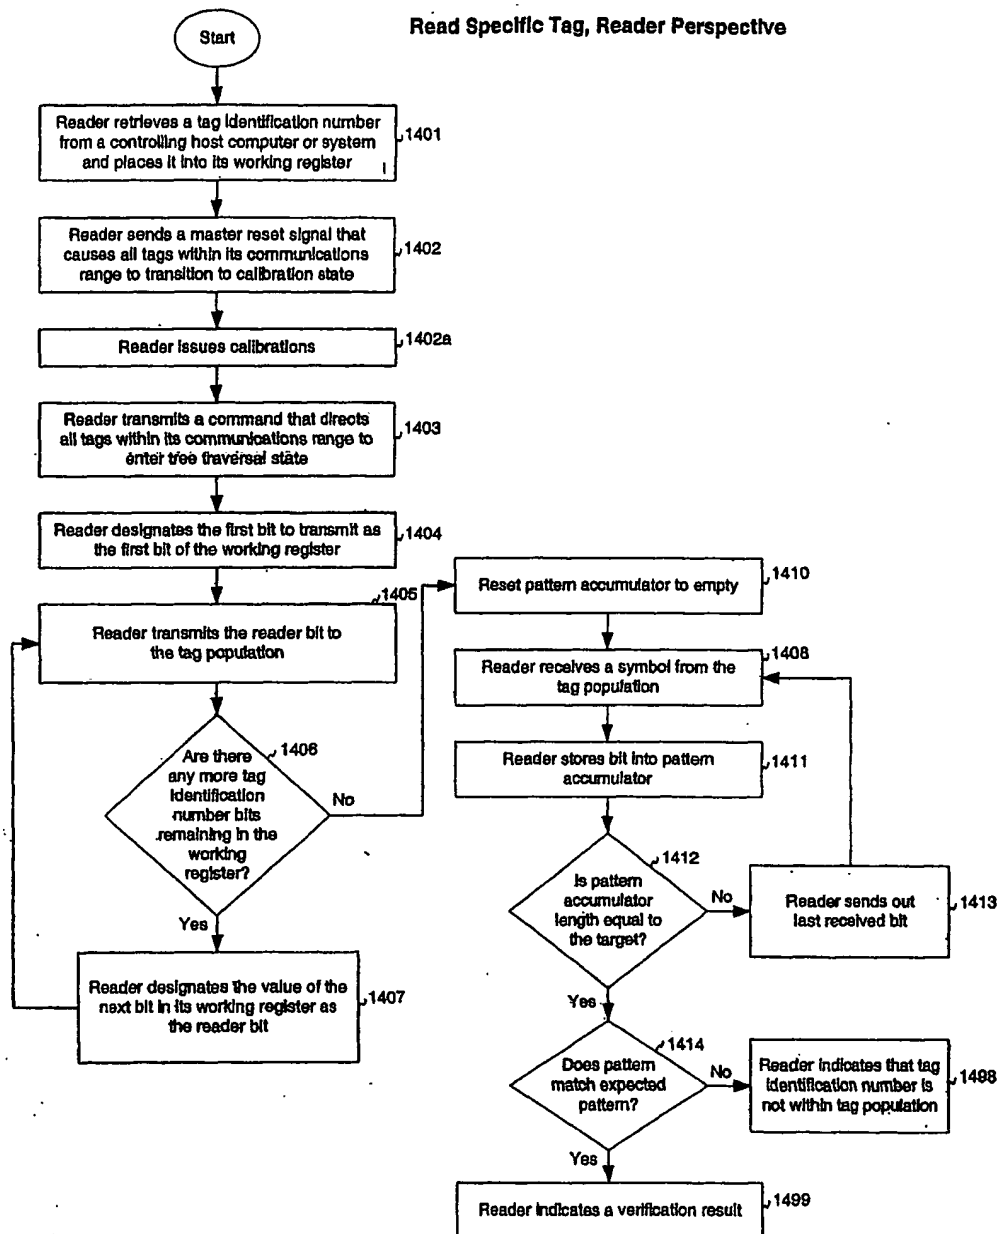 Read Specific Tag, Reader Perspective
Start
Reader retrieves a tag identification number
from a controlling host computer or system
and places it into its working register
1401
Reader sends a master reset signal that
causes all tags within its communications
range to transition to calibration state
1402
Reader issues calibrations
1402a
Reader transmits a command that directs
all tags within its communications range to
enter tree traversal state
1403
Reader designates the first bit to transmit as
the first bit of the working register
1404
Reader transmits the reader bit to
the tag population
1405
Are there
any more tag
identification
number bits
remaining in the
working
register?
1406
No
Yes
Reader designates the value of the
next bit in its working register as
the reader bit
1407
Reset pattern accumulator to empty
1410
Reader receives a symbol from the
tag population
1408
Reader stores bit into pattern
accumulator
1411
Is pattern
accumulator
length equal to
the target?
1412
No
Reader sends out
last received bit
1413
Yes
Does pattern
match expected
pattern?
1414
No
Reader indicates that tag
identification number is
not within tag population
1498
Yes
Reader indicates a verification result
1499